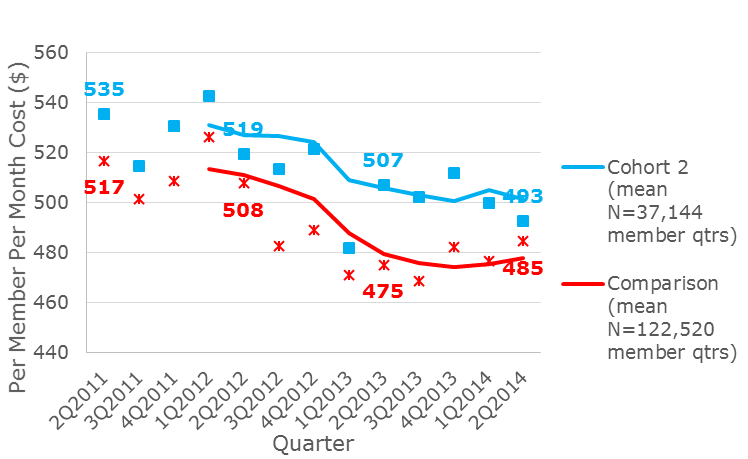 Per Member Per Month Cost ($)
560
540
520
500
480
460
440
535
517
519
508
507
475
493
485
2Q2011
3Q2011
4Q2011
1Q2012
2Q2012
3Q2012
4Q2012
1Q2013
2Q2013
3Q2013
4Q2013
1Q2014
2Q2014
Quarter
Cohort 2
(mean
N=37,144
member qtrs)
Comparison
(mean
N=122,520
member qtrs)